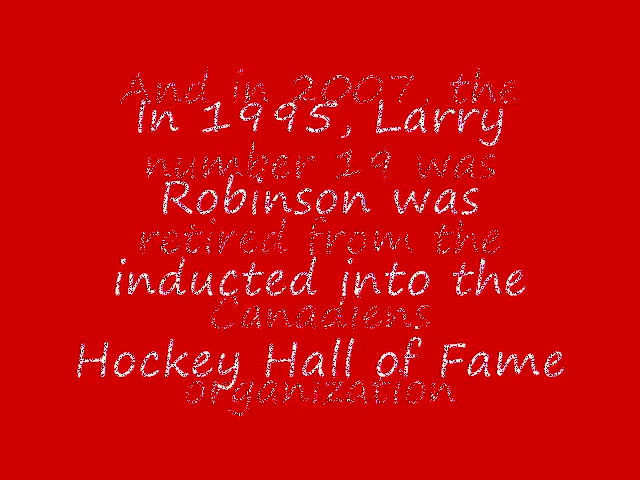 In 1995, Larry
Robinson was
inducted into the
Hockey Hall of Fame
And in 2007, the
number 19 was
retired from the
Canadiens
organization